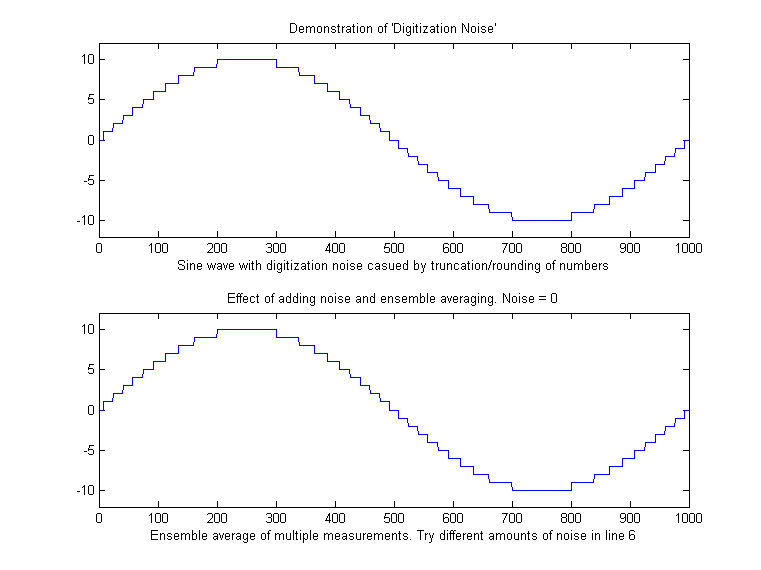 Demonstration of 'Digitization Noise'
10
5
0
-5
-10
0 100 200 300 400 500 600 700 800 900 1000
Sine wave with digitization noise casued by truncation/rounding of numbers
Effect of adding noise and ensemble averaging. Noise = 0
10
5
0
-5
-10
0 100 200 300 400 500 600 700 800 900 1000
Ensemble average of multiple measurements. Try different amounts of noise in line 6